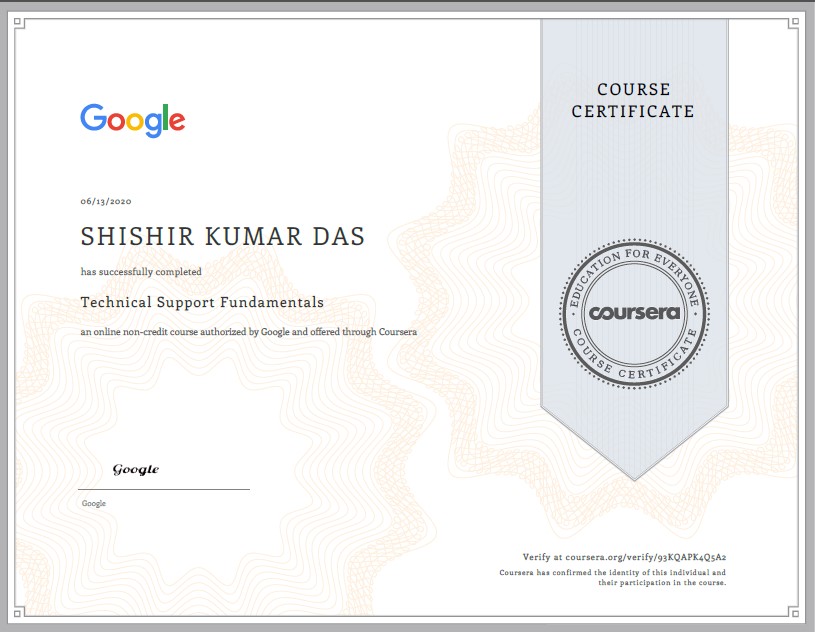 Google
COURSE
CERTIFICATE
06/13/2020
SHISHIR KUMAR DAS
has successfully completed
Technical Support Fundamentals
an online non-credit course authorized by Google and offered through Coursera
EDUCATION FOR EVERYONE
coursera
COURSE CERTIFICATE
Google
Google
Verify at coursera.org/verify/93KQAPK4Q5A2
Coursera has confirmed the identity of this individual and
their participation in the course.